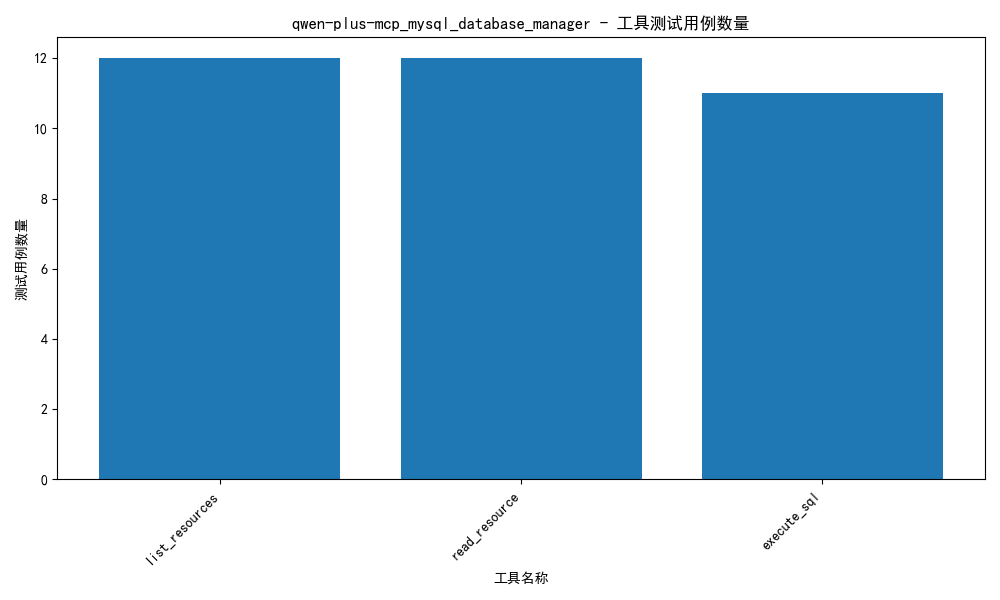 qwen-plus-mcp_mysql_database_manager - 工具测试用例数量
测试用例数量
12
10
8
6
4
2
0
list_resources
read_resource
execute_sql
工具名称